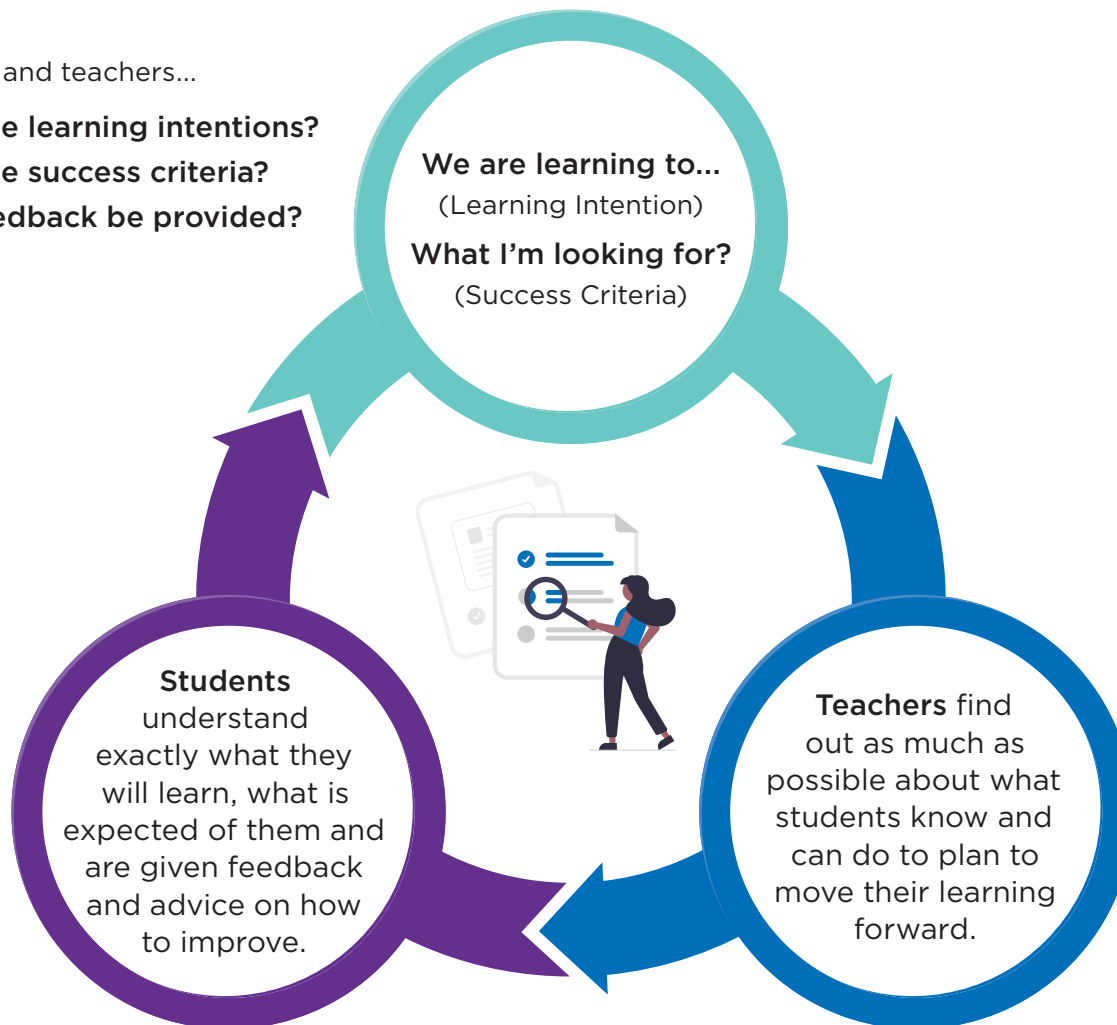 and teachers...
e learning intentions?
e success criteria?
edback be provided?
We are learning to...
(Learning Intention)
What I'm looking for?
(Success Criteria)
Students
understand
exactly what they
will learn, what is
expected of them and
are given feedback
and advice on how
to improve.
Teachers find
out as much as
possible about what
students know and
can do to plan to
move their learning
forward.